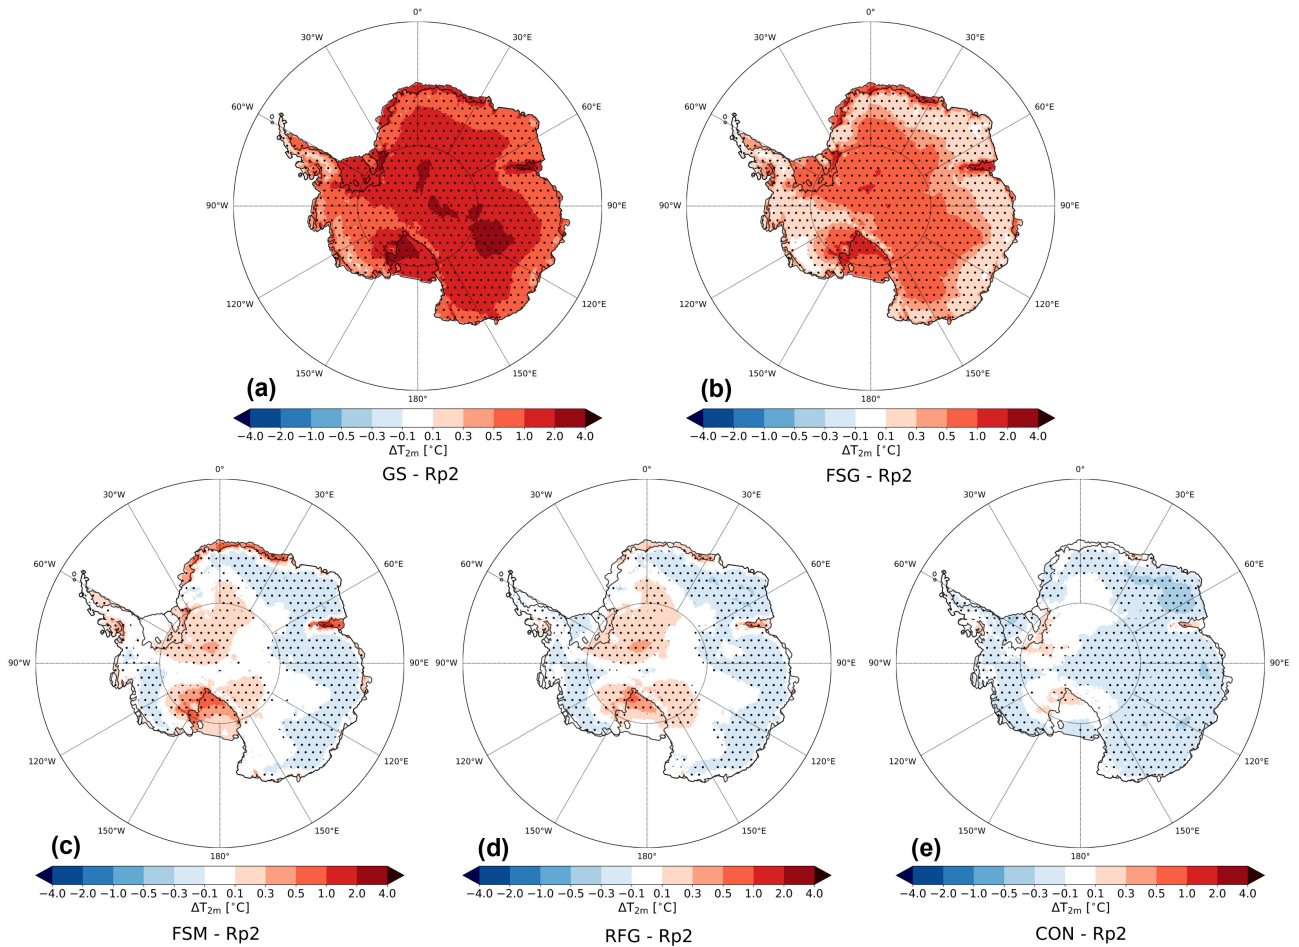 0°
30°W 30°E
60°W 60°E
90°W 90°E
120°W 120°E
150°W 150°E
180°
(a)
−4.0 −2.0 −1.0 −0.5 −0.3 −0.1 0.1 0.3 0.5 1.0 2.0 4.0
ΔT2m [°C]
GS - Rp2
0°
30°W 30°E
60°W 60°E
90°W 90°E
120°W 120°E
150°W 150°E
180°
(b)
−4.0 −2.0 −1.0 −0.5 −0.3 −0.1 0.1 0.3 0.5 1.0 2.0 4.0
ΔT2m [°C]
FSG - Rp2
0°
30°W 30°E
60°W 60°E
90°W 90°E
120°W 120°E
150°W 150°E
180°
(c)
−4.0 −2.0 −1.0 −0.5 −0.3 −0.1 0.1 0.3 0.5 1.0 2.0 4.0
ΔT2m [°C]
FSM - Rp2
0°
30°W 30°E
60°W 60°E
90°W 90°E
120°W 120°E
150°W 150°E
180°
(d)
−4.0 −2.0 −1.0 −0.5 −0.3 −0.1 0.1 0.3 0.5 1.0 2.0 4.0
ΔT2m [°C]
RFG - Rp2
0°
30°W 30°E
60°W 60°E
90°W 90°E
120°W 120°E
150°W 150°E
180°
(e)
−4.0 −2.0 −1.0 −0.5 −0.3 −0.1 0.1 0.3 0.5 1.0 2.0 4.0
ΔT2m [°C]
CON - Rp2